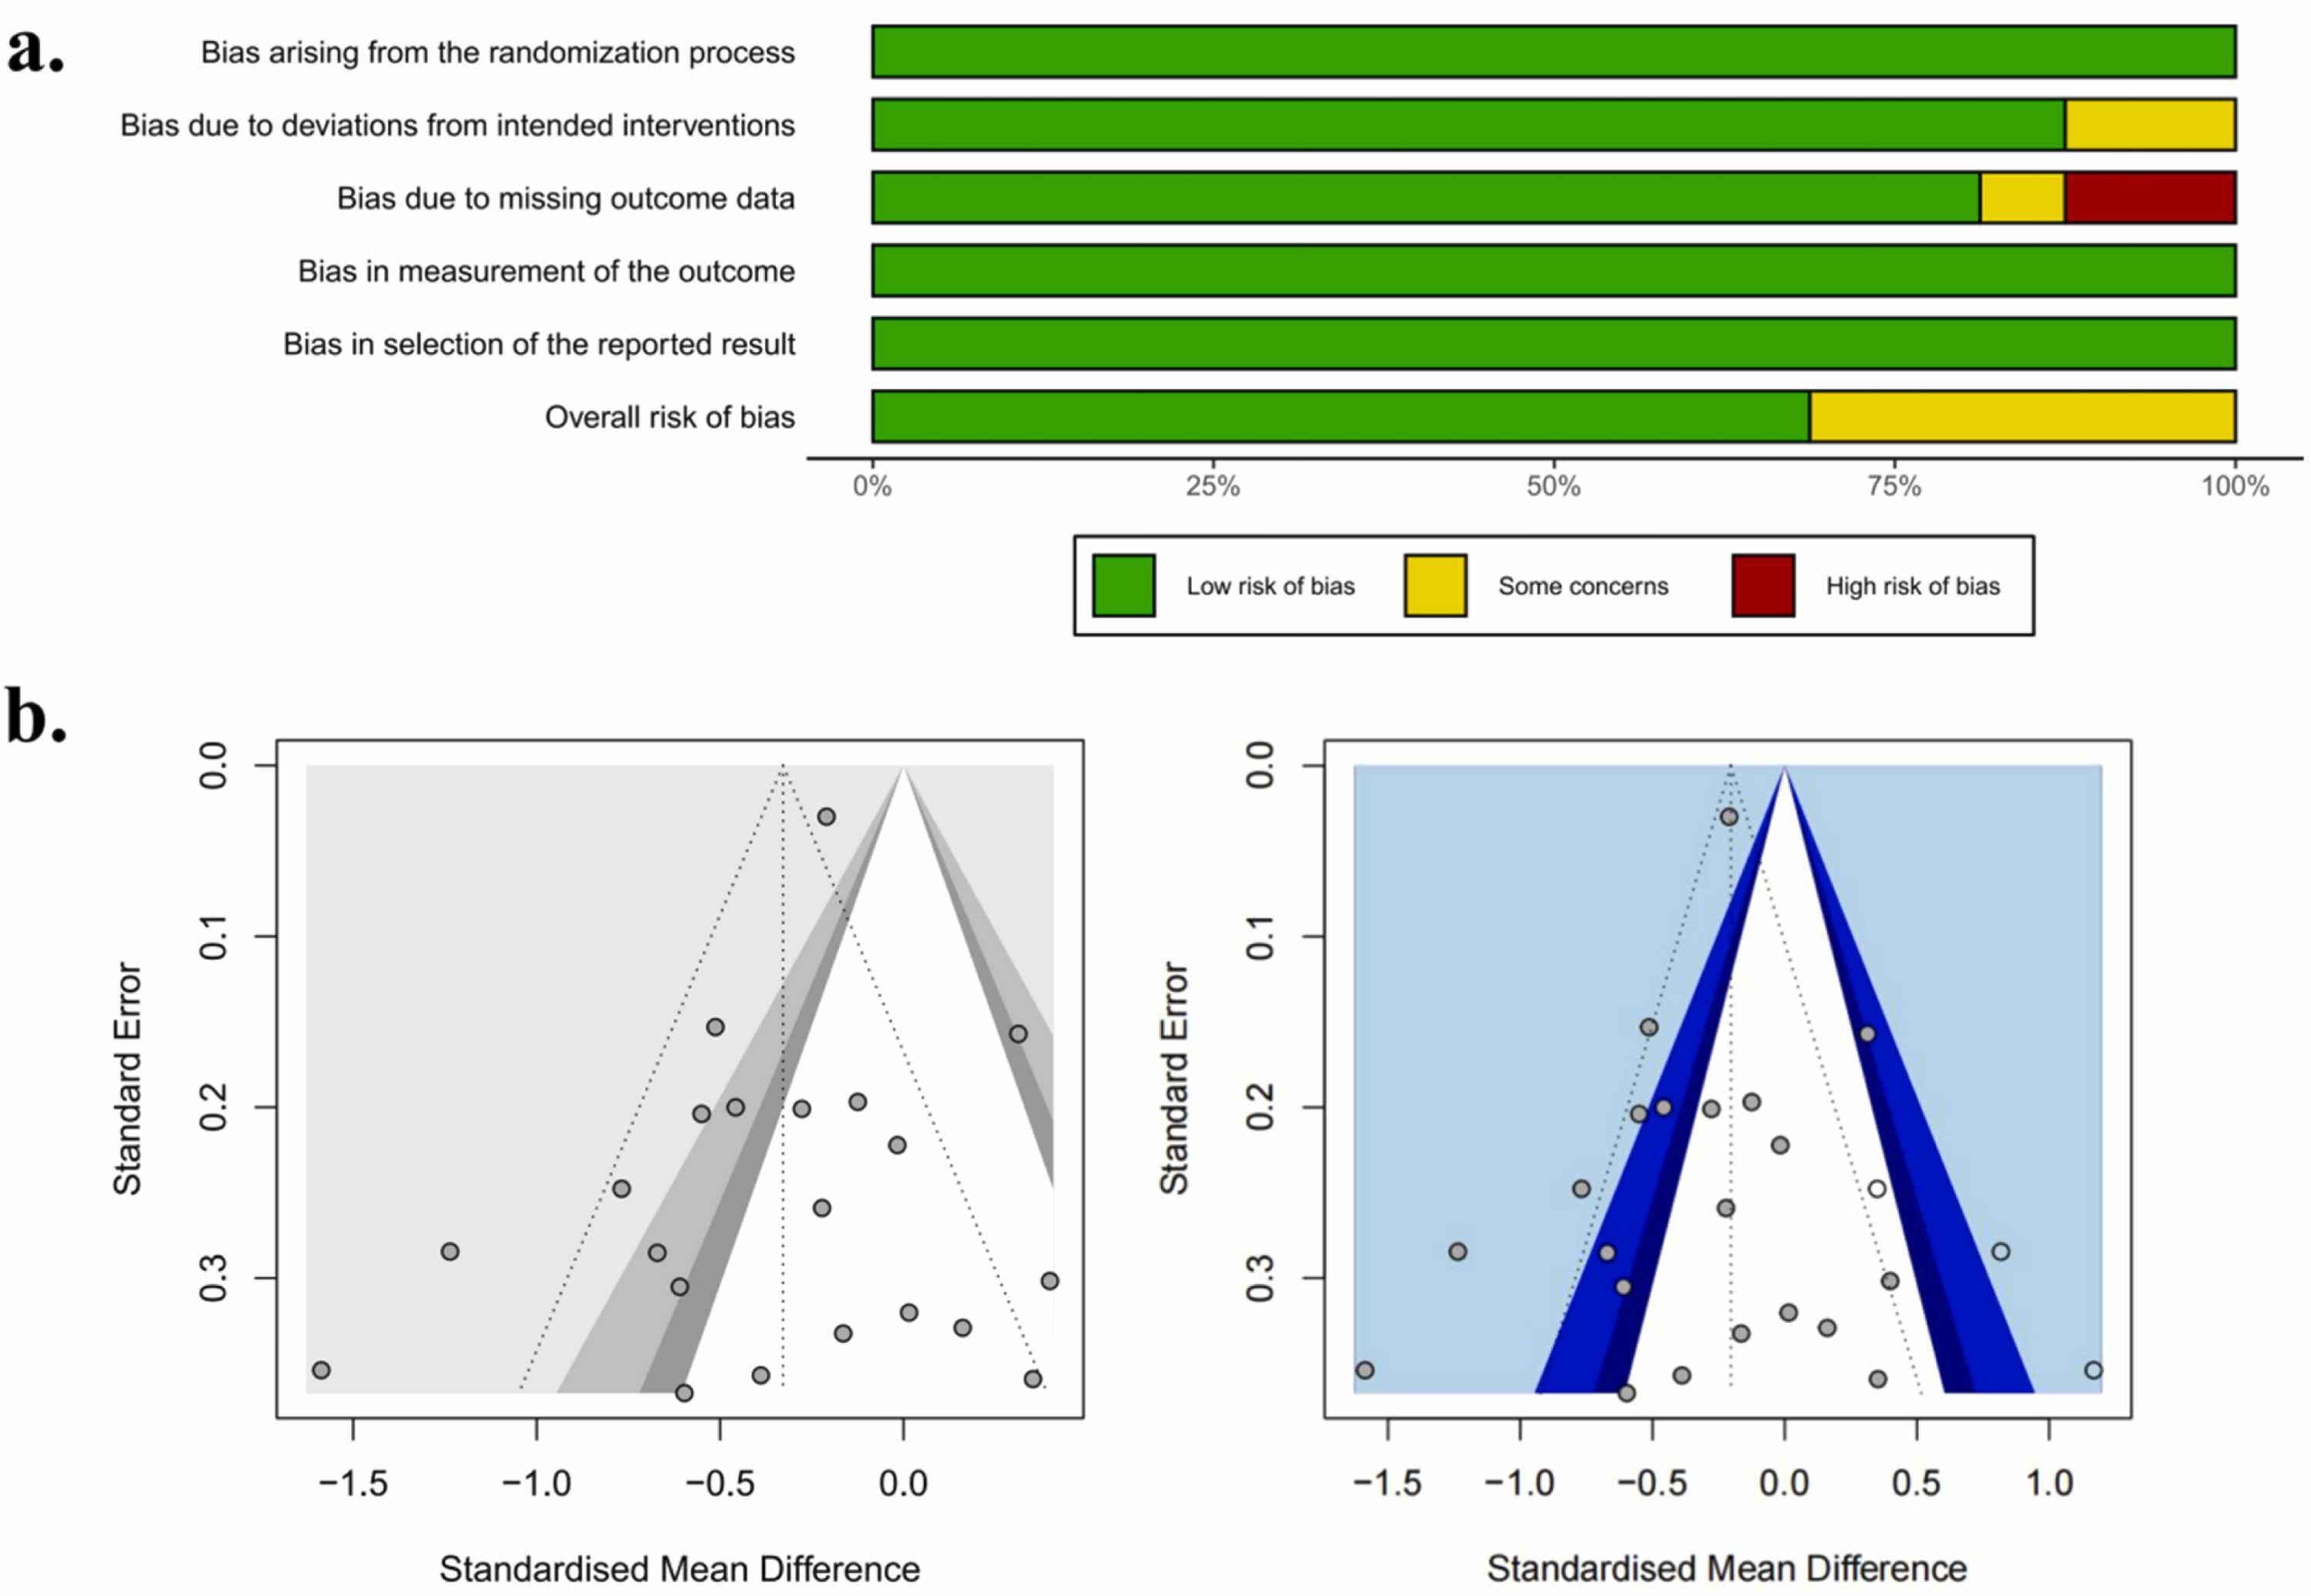 a.
Bias arising from the randomization process
Bias due to deviations from intended interventions
Bias due to missing outcome data
Bias in measurement of the outcome
Bias in selection of the reported result
Overall risk of bias
0% 25% 50% 75% 100%
Low risk of bias Some concerns High risk of bias
b.
Standard Error
0.0
0.1
0.2
0.3
−1.5 −1.0 −0.5 0.0
Standardised Mean Difference
Standard Error
0.0
0.1
0.2
0.3
−1.5 −1.0 −0.5 0.0 0.5 1.0
Standardised Mean Difference